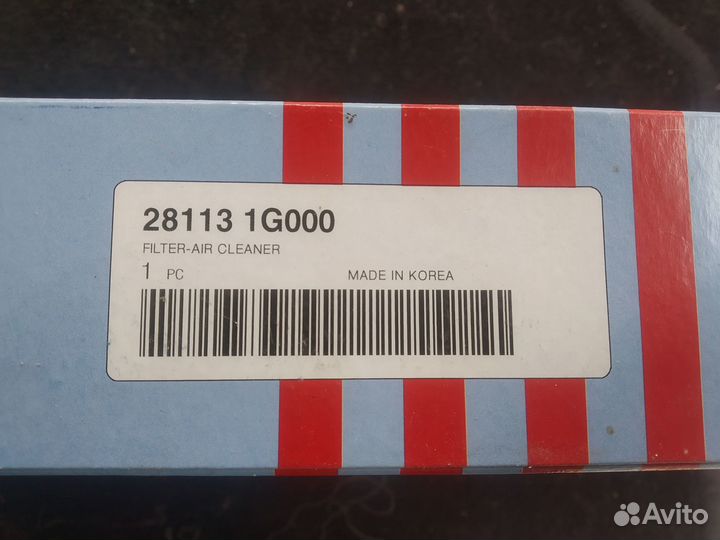 28113 1G000
FILTER-AIR CLEANER
1 PC MADE IN KOREA
Avito